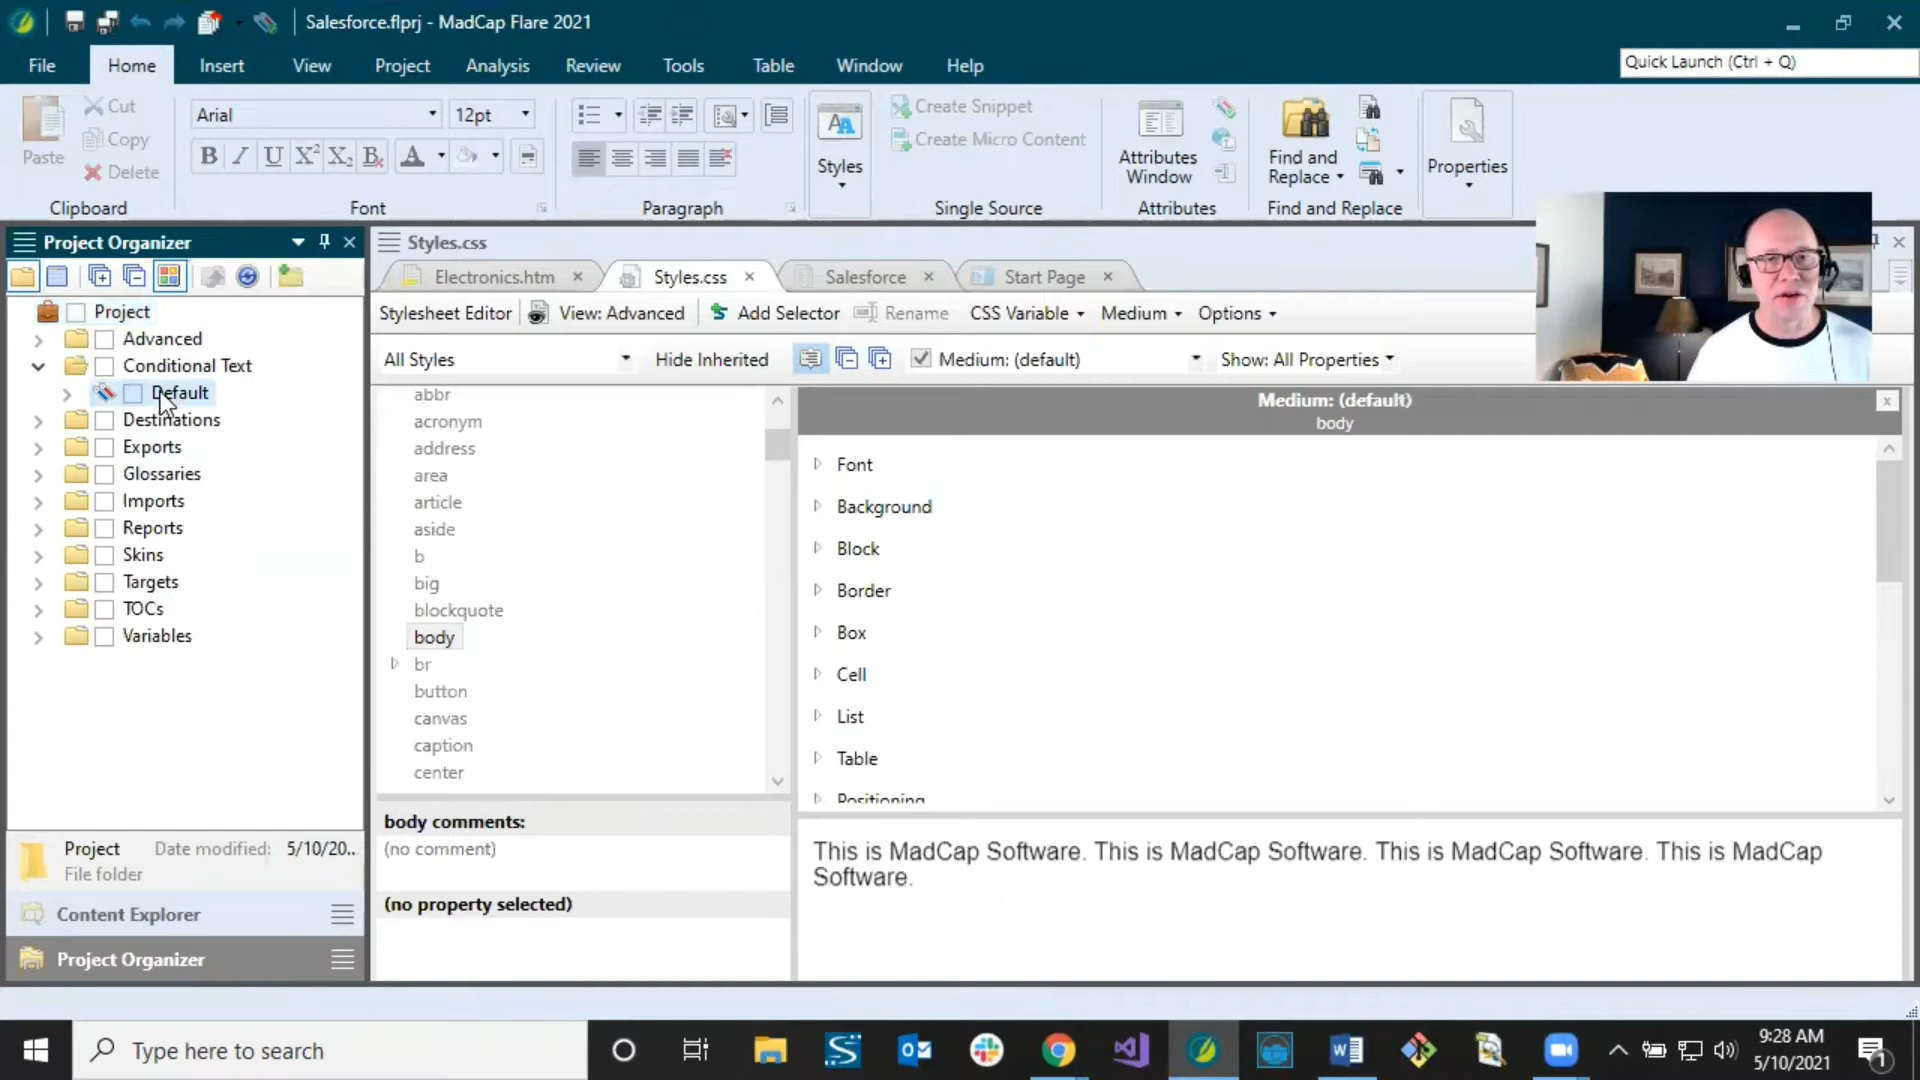 Salesforce.flprj - MadCap Flare 2021
File Home Insert View Project Analysis Review Tools Table Window Help
Quick Launch (Ctrl + Q)
Paste
Cut
Copy
Delete
Clipboard
Arial 12pt
B I U X² X₂ B
Font
Paragraph
Styles
Create Snippet
Create Micro Content
Single Source
Attributes
Window
Attributes
Find and
Replace
Find and Replace
Properties
Project Organizer
Project
Advanced
Conditional Text
Default
Destinations
Exports
Glossaries
Imports
Reports
Skins
Targets
TOCs
Variables
Project Date modified: 5/10/20...
File folder
Content Explorer
Project Organizer
Styles.css
Electronics.htm Styles.css Salesforce Start Page
Stylesheet Editor View: Advanced Add Selector Rename CSS Variable Medium Options
All Styles Hide Inherited Medium: (default) Show: All Properties
abbr
acronym
address
area
article
aside
b
big
blockquote
body
br
button
canvas
caption
center
body comments:
(no comment)
(no property selected)
Medium: (default)
body
Font
Background
Block
Border
Box
Cell
List
Table
Positioning
This is MadCap Software. This is MadCap Software. This is MadCap Software. This is MadCap
Software.
Type here to search
9:28 AM
5/10/2021
1